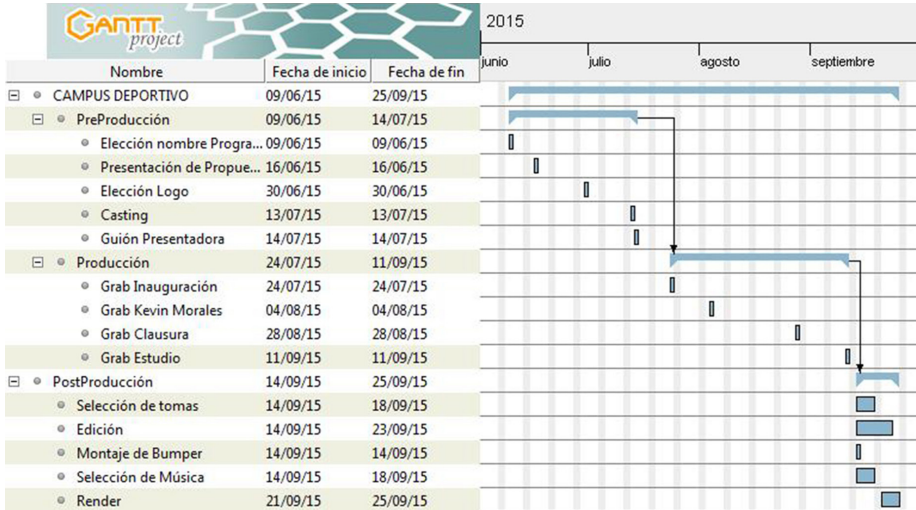 GANTT project
2015
junio julio agosto septiembre
Nombre Fecha de inicio Fecha de fin
CAMPUS DEPORTIVO 09/06/15 25/09/15
PreProducción 09/06/15 14/07/15
Elección nombre Progra... 09/06/15 09/06/15
Presentación de Propue... 16/06/15 16/06/15
Elección Logo 30/06/15 30/06/15
Casting 13/07/15 13/07/15
Guión Presentadora 14/07/15 14/07/15
Producción 24/07/15 11/09/15
Grab Inauguración 24/07/15 24/07/15
Grab Kevin Morales 04/08/15 04/08/15
Grab Clausura 28/08/15 28/08/15
Grab Estudio 11/09/15 11/09/15
PostProducción 14/09/15 25/09/15
Selección de tomas 14/09/15 18/09/15
Edición 14/09/15 23/09/15
Montaje de Bumper 14/09/15 14/09/15
Selección de Música 14/09/15 18/09/15
Render 21/09/15 25/09/15